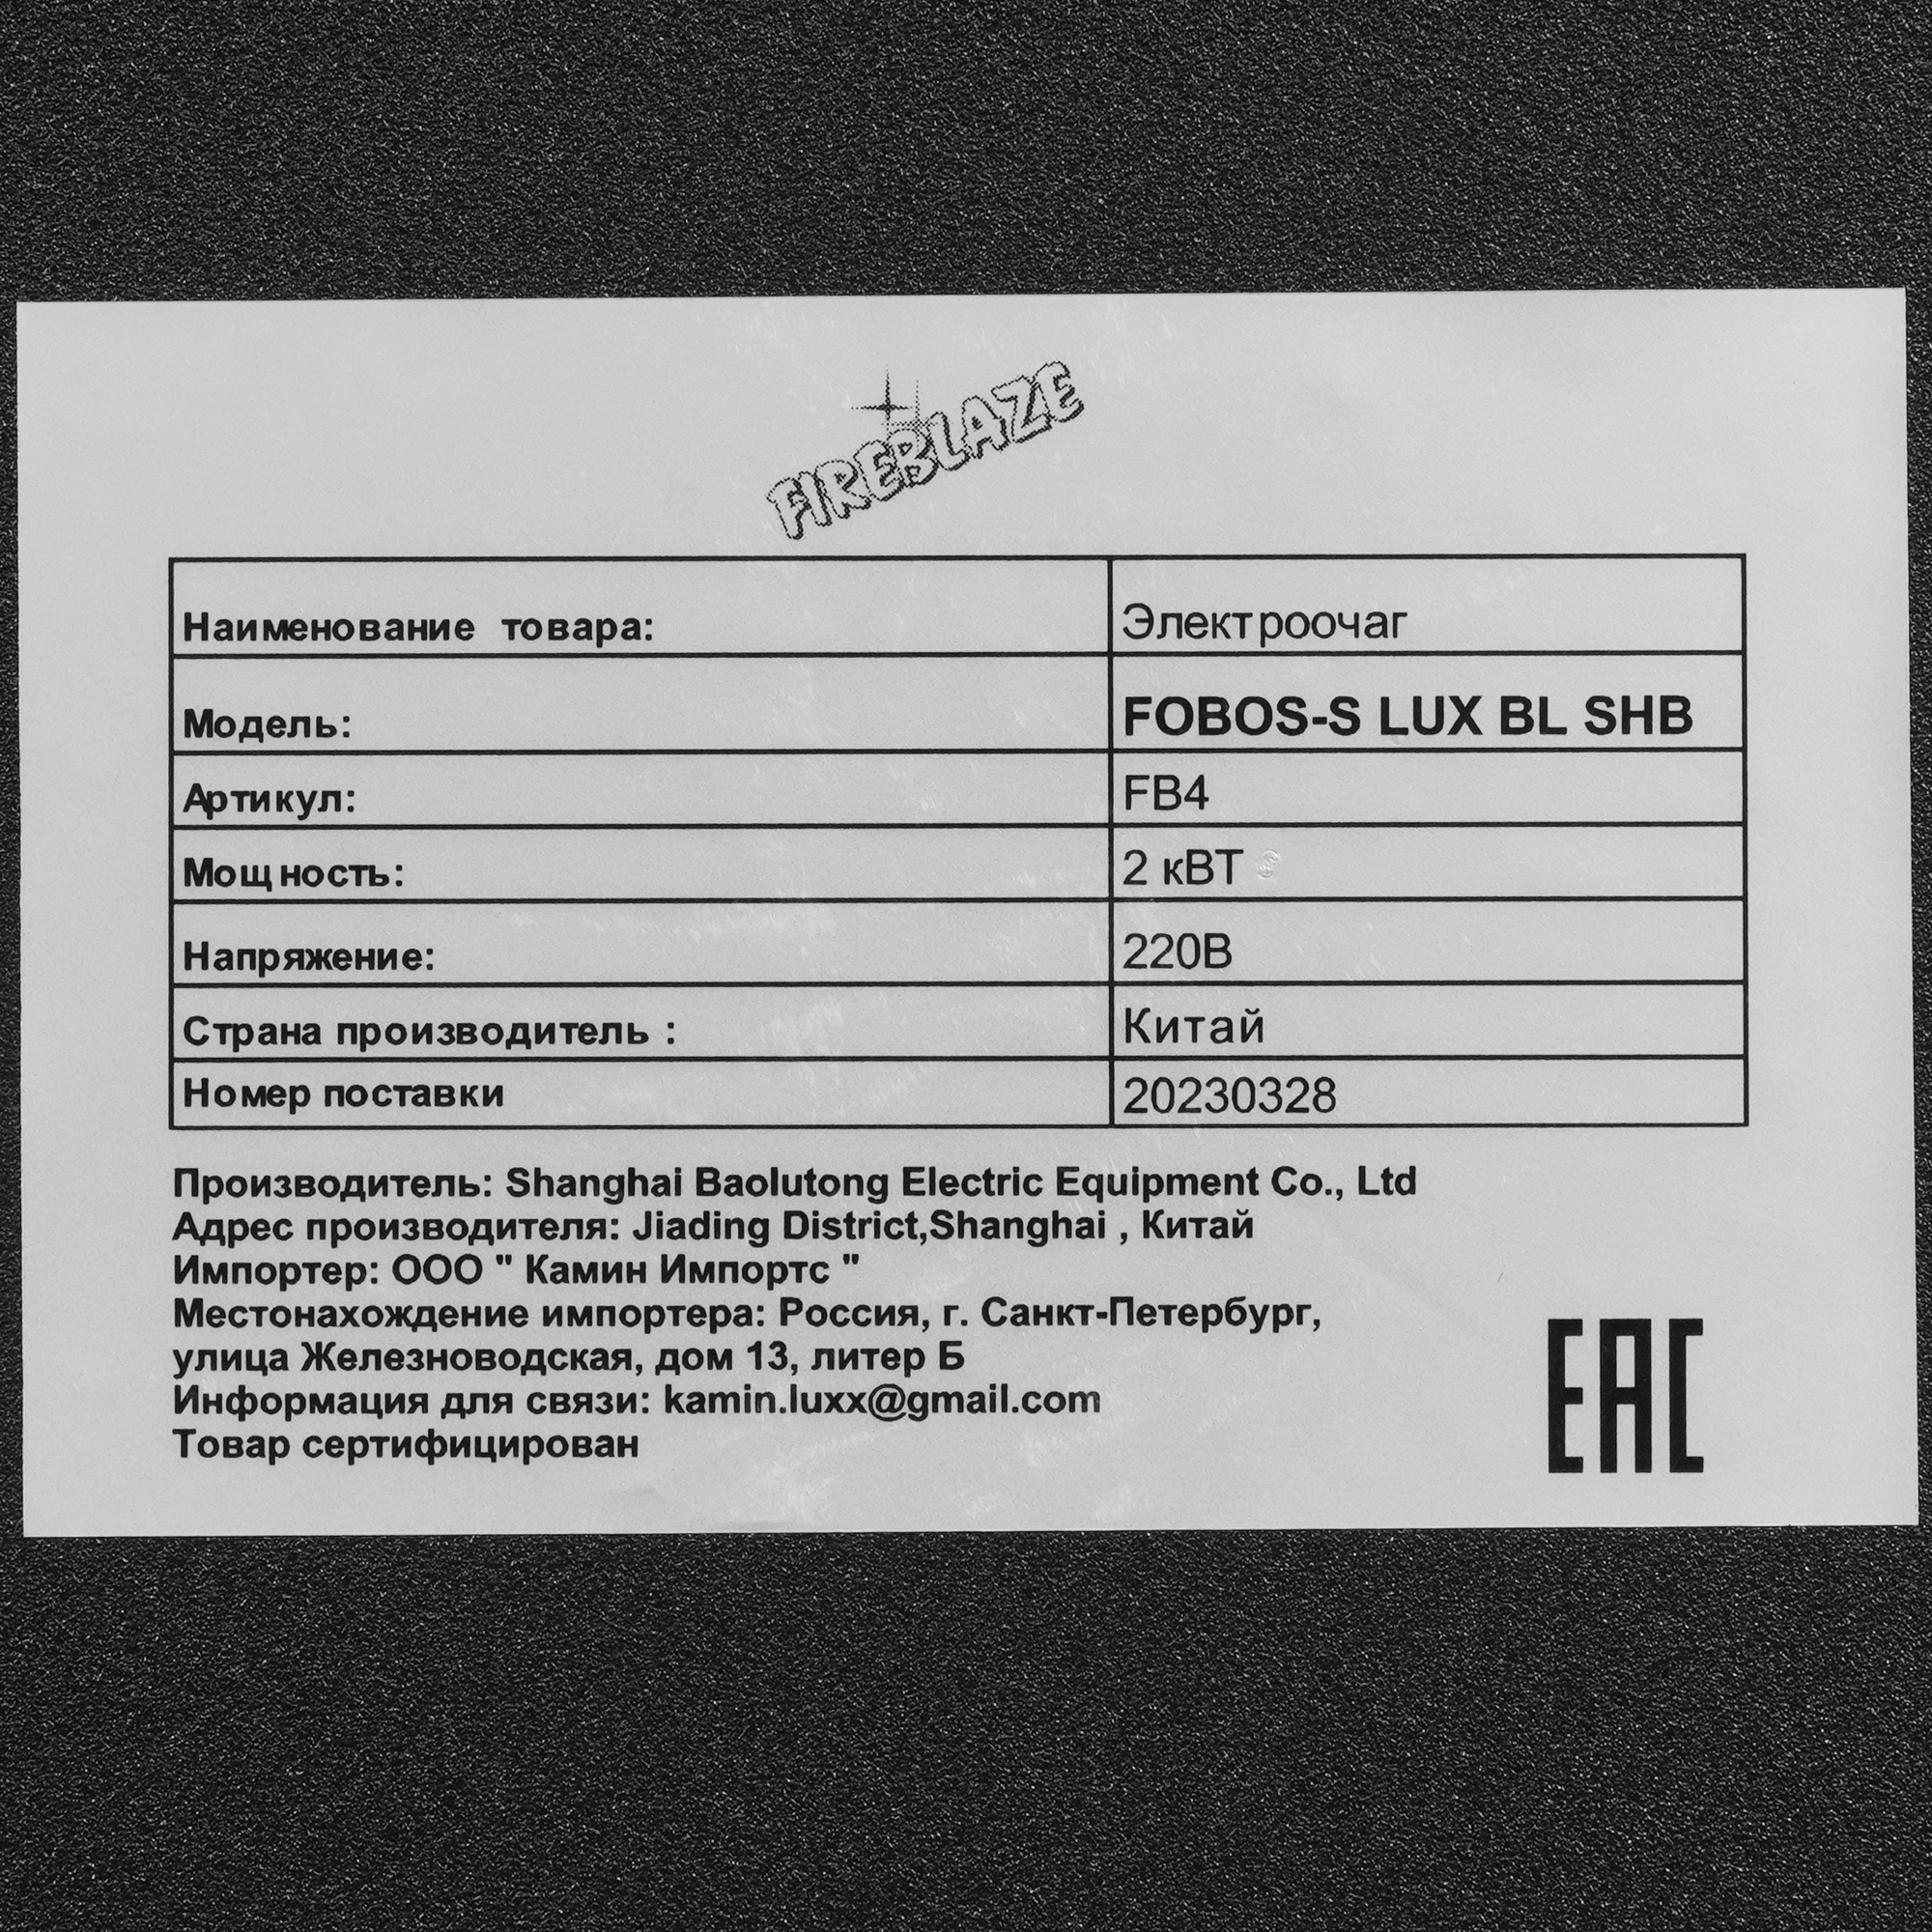 FIREBLAZE
Наименование товара: Электроочаг
Модель: FOBOS-S LUX BL SHB
Артикул: FB4
Мощность: 2 кВТ
Напряжение: 220В
Страна производитель : Китай
Номер поставки 20230328
Производитель: Shanghai Baolutong Electric Equipment Co., Ltd
Адрес производителя: Jiading District,Shanghai , Китай
Импортер: ООО " Камин Импортс "
Местонахождение импортера: Россия, г. Санкт-Петербург,
улица Железноводская, дом 13, литер Б
Информация для связи: kamin.luxx@gmail.com
Товар сертифицирован
EAC